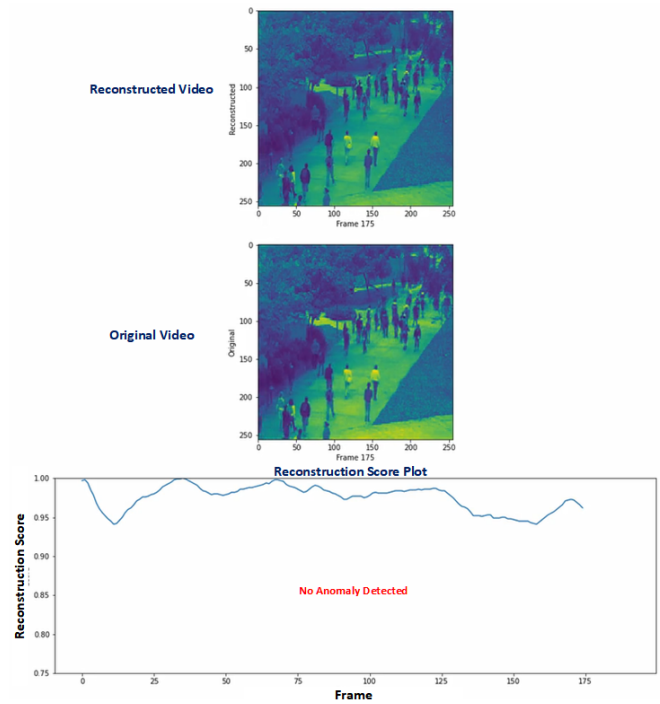 Reconstructed Video
Reconstructed
0
50
100
150
200
250
0 50 100 150 200 250
Frame 175
Original Video
Original
0
50
100
150
200
250
0 50 100 150 200 250
Frame 175
Reconstruction Score Plot
Reconstruction Score
1.00
0.95
0.90
0.85
0.80
0.75
No Anomaly Detected
0 25 50 75 100 125 150 175
Frame